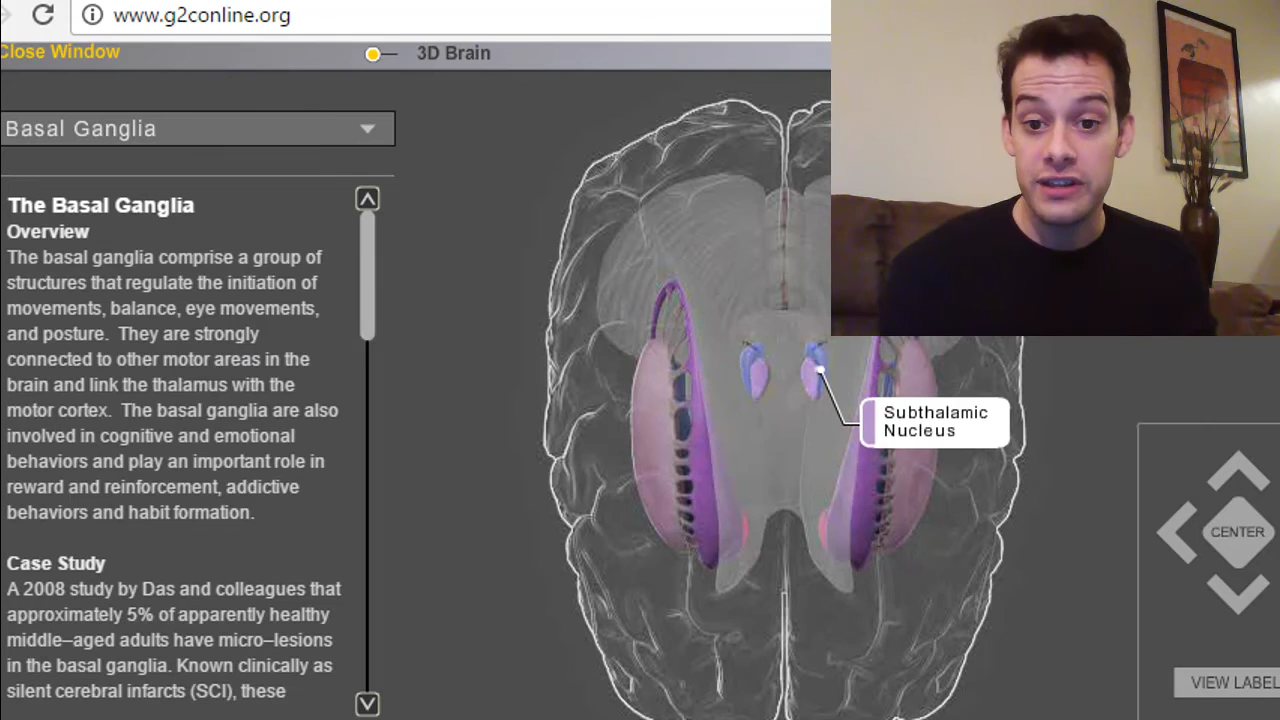 www.g2conline.org
Close Window
3D Brain
Basal Ganglia
The Basal Ganglia
Overview
The basal ganglia comprise a group of
structures that regulate the initiation of
movements, balance, eye movements,
and posture. They are strongly
connected to other motor areas in the
brain and link the thalamus with the
motor cortex. The basal ganglia are also
involved in cognitive and emotional
behaviors and play an important role in
reward and reinforcement, addictive
behaviors and habit formation.
Case Study
A 2008 study by Das and colleagues that
approximately 5% of apparently healthy
middle–aged adults have micro–lesions
in the basal ganglia. Known clinically as
silent cerebral infarcts (SCI), these
Subthalamic
Nucleus
CENTER
VIEW LABEL